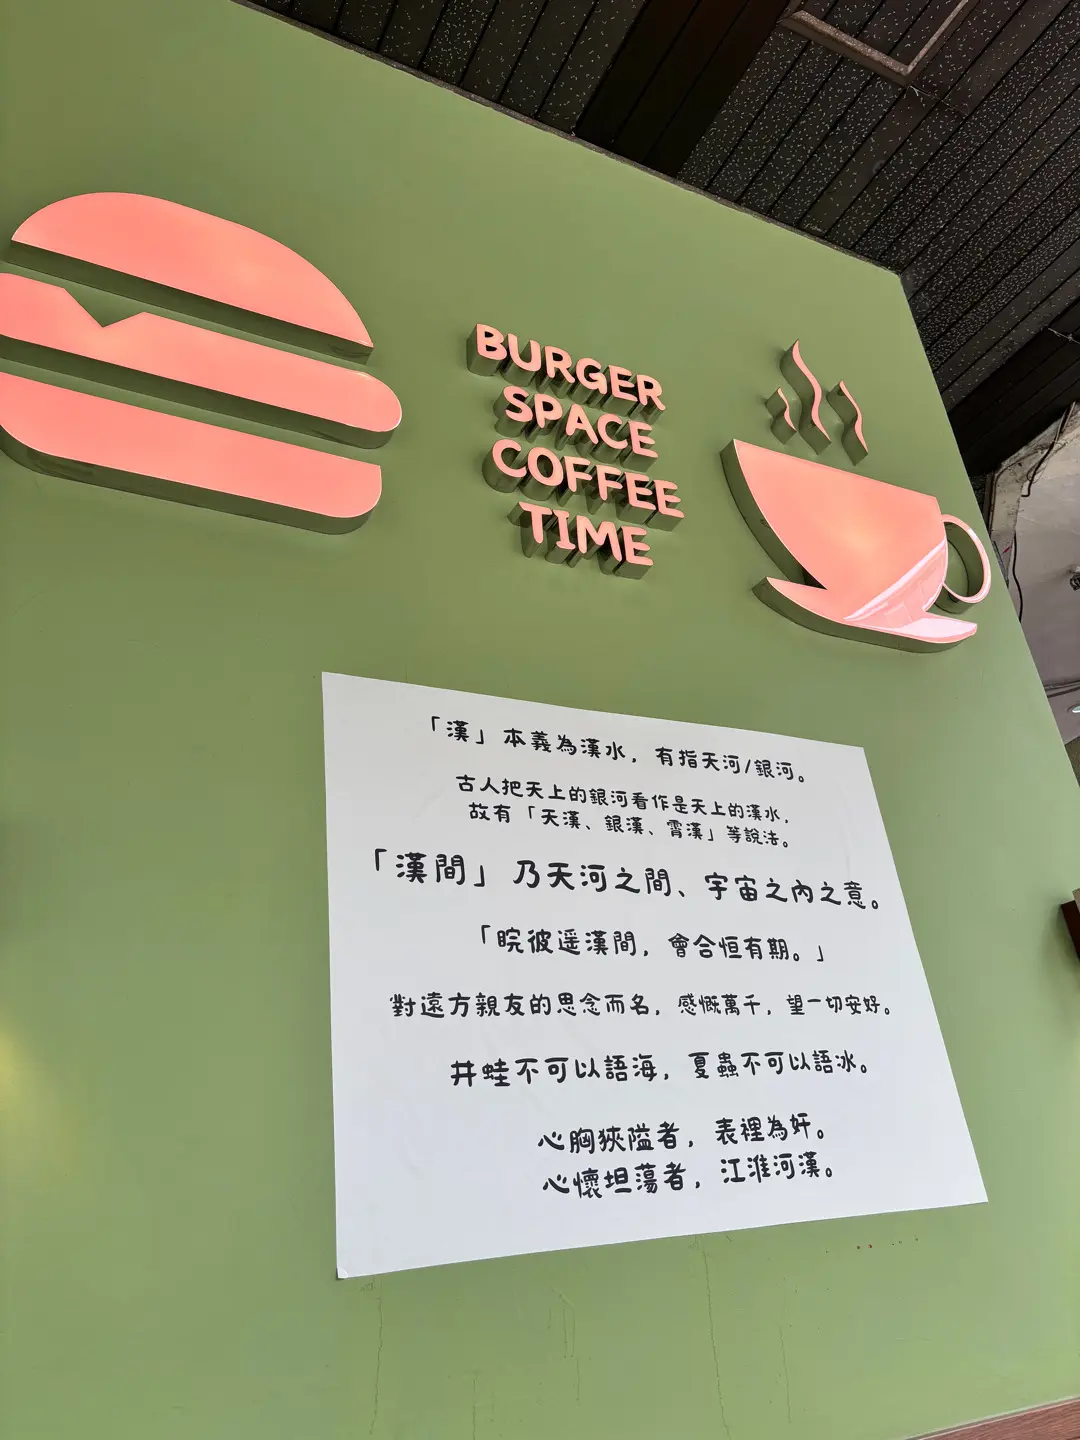 BURGER
SPACE
COFFEE
TIME
「漢」本義為漢水，有指天河/銀河。
古人把天上的銀河看作是天上的漢水，
故有「天漢、銀漢、霄漢」等說法。
「漢間」乃天河之間、宇宙之內之意。
「睆彼遥漢間，會合恒有期。」
對遠方親友的思念而名，感慨萬千，望一切安好。
井蛙不可以語海，夏蟲不可以語冰。
心胸狹隘者，表裡為奸。
心懷坦蕩者，江淮河漢。